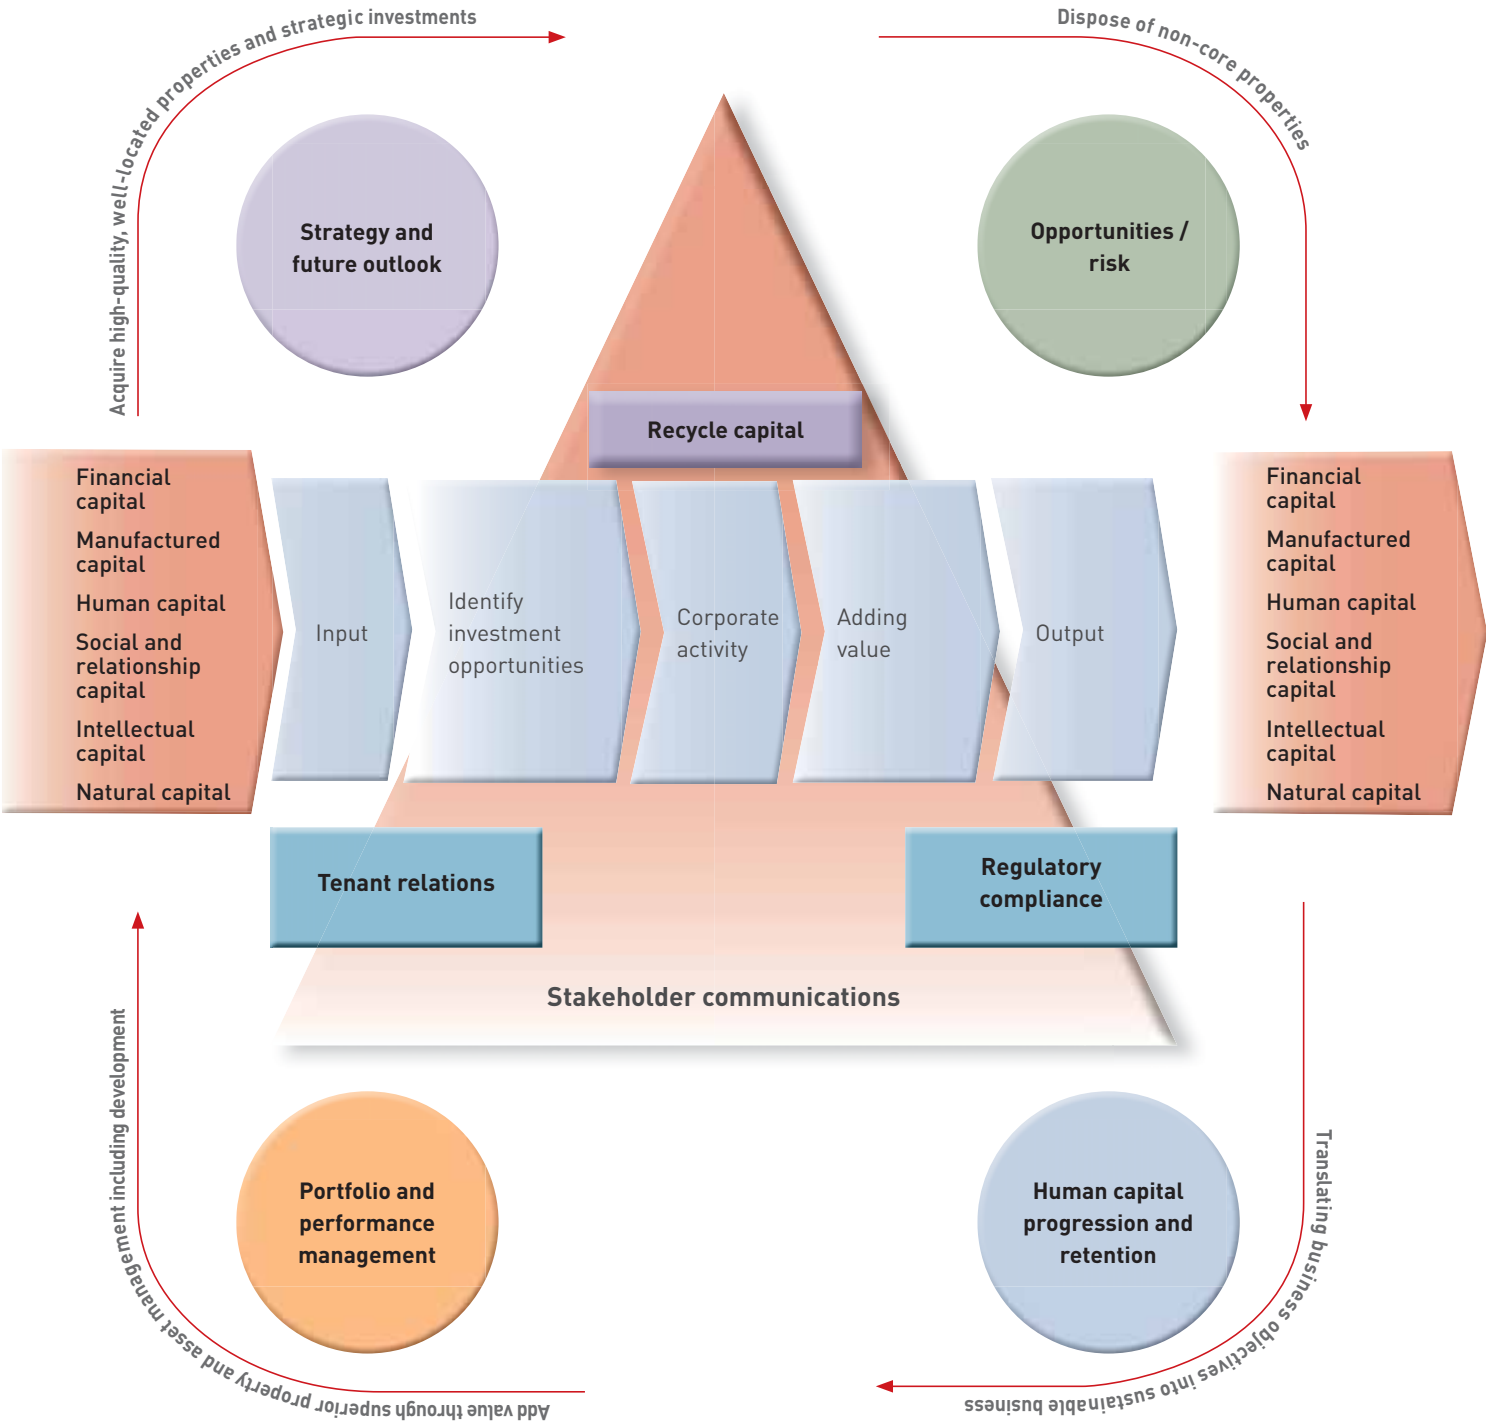 Acquire high-quality, well-located properties and strategic investments
Dispose of non-core properties
Strategy and
future outlook
Opportunities /
risk
Recycle capital
Financial
capital
Manufactured
capital
Human capital
Social and
relationship
capital
Intellectual
capital
Natural capital
Input
Identify
investment
opportunities
Corporate
activity
Adding
value
Output
Financial
capital
Manufactured
capital
Human capital
Social and
relationship
capital
Intellectual
capital
Natural capital
Tenant relations
Regulatory
compliance
Stakeholder communications
Portfolio and
performance
management
Human capital
progression and
retention
Add value through superior property and asset management including development
Translating business objectives into sustainable business